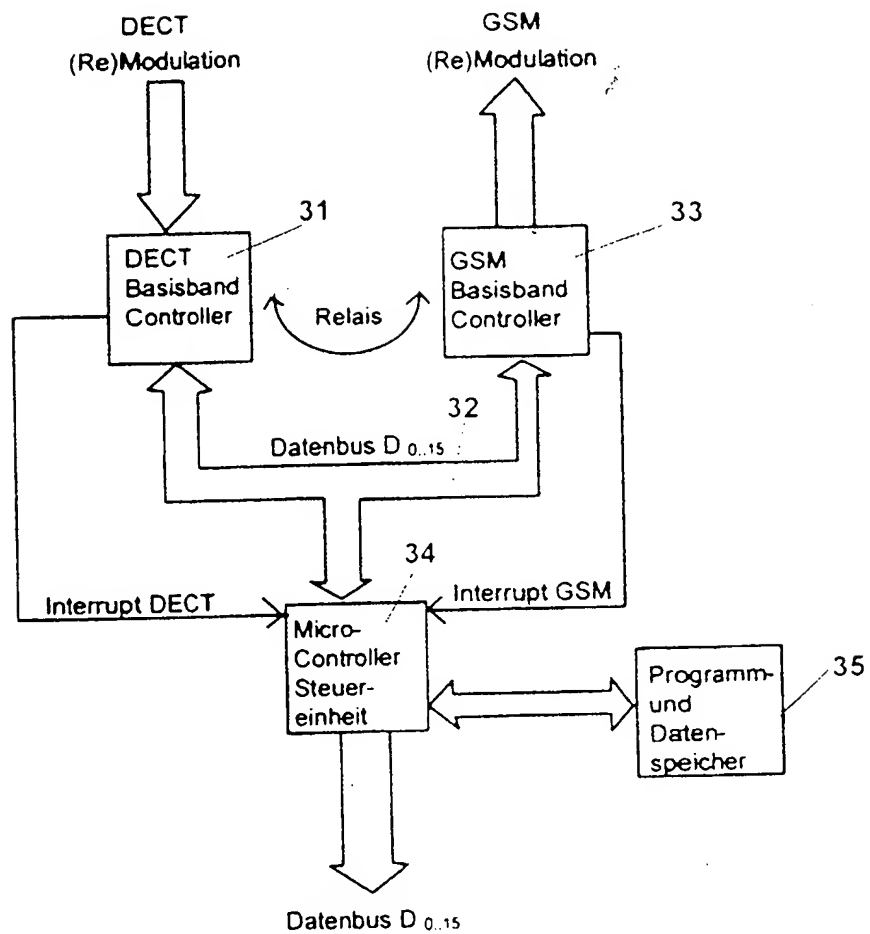 DECT
(Re)Modulation
GSM
(Re)Modulation
31
33
DECT
Basisband
Controller
GSM
Basisband
Controller
Relais
32
Datenbus D 0..15
34
Interrupt DECT
Interrupt GSM
Micro-
Controller
Steuer-
einheit
35
Programm-
und
Daten-
speicher
Datenbus D 0..15